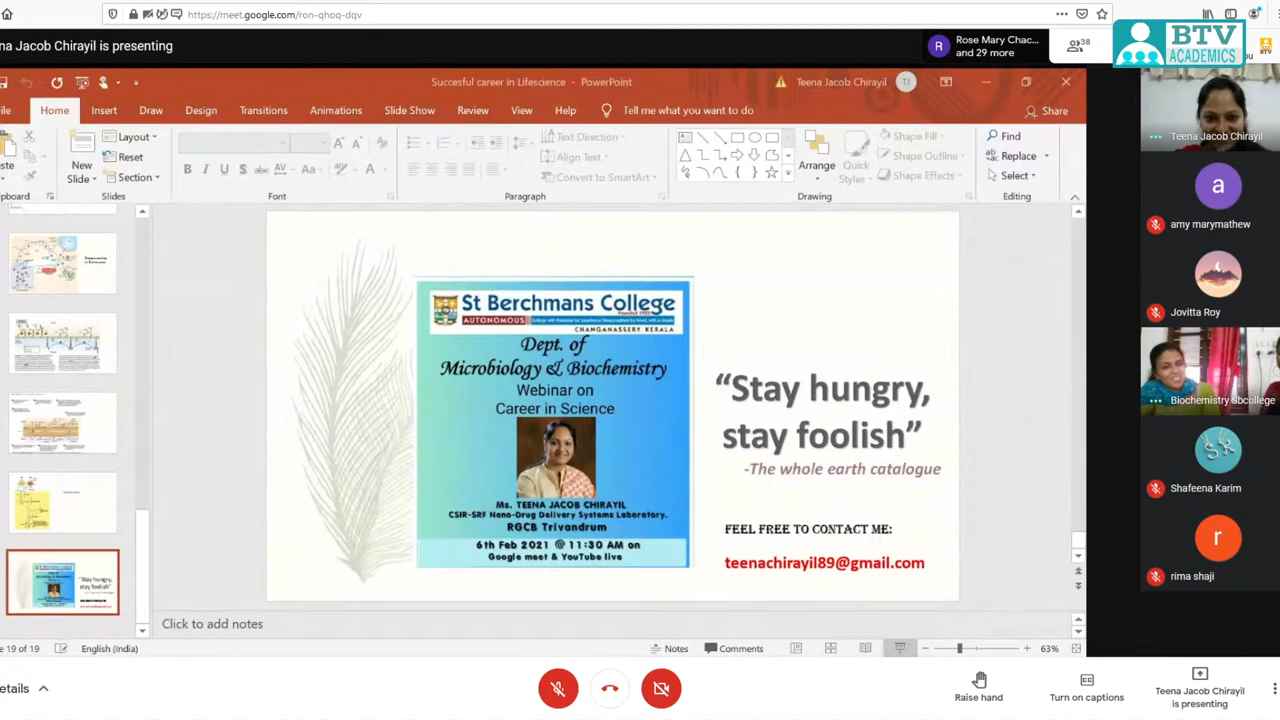 https://meet.google.com/ron-qhoq-dqv
BTV
ACADEMICS
na Jacob Chirayil is presenting
R
Rose Mary Chac...
and 29 more
38
Succesful career in Lifescience - PowerPoint
Teena Jacob Chirayil
TJ
Home Insert Draw Design Transitions Animations Slide Show Review View Help Tell me what you want to do Share
New
Slide
Layout
Reset
Section
Slides
Font
Text Direction
Align Text
Convert to SmartArt
Paragraph
Arrange
Quick
Styles
Shape Fill
Shape Outline
Shape Effects
Drawing
Find
Replace
Select
Editing
St Berchmans College
AUTONOMOUS
CHANGANASSERY, KERALA
Dept. of
Microbiology & Biochemistry
Webinar on
Career in Science
Ms. TEENA JACOB CHIRAYIL
CSIR-SRF Nano-Drug Delivery Systems Laboratory.
RGCB Trivandrum
6th Feb 2021 @ 11:30 AM on
Google meet & YouTube live
“Stay hungry,
stay foolish”
-The whole earth catalogue
FEEL FREE TO CONTACT ME:
teenachirayil89@gmail.com
Click to add notes
e 19 of 19
English (India)
Notes
Comments
63%
Teena Jacob Chirayil
a
amy marymathew
Jovitta Roy
Biochemistry Sbcollege
SK
Shafeena Karim
r
rima shaji
etails
Raise hand
Turn on captions
Teena Jacob Chirayil
is presenting